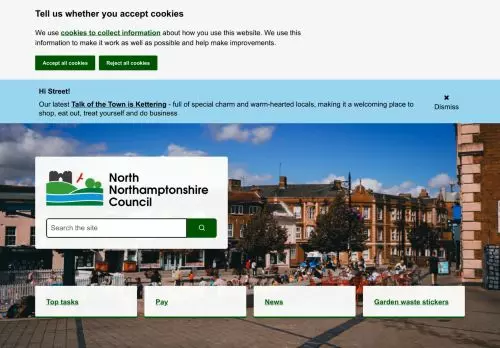 Tell us whether you accept cookies
We use cookies to collect information about how you use this website. We use this
information to make it work as well as possible and help make improvements.
Accept all cookies
Reject all cookies
Hi Street!
Our latest Talk of the Town is Kettering - full of special charm and warm-hearted locals, making it a welcoming place to
shop, eat out, treat yourself and do business
Dismiss
North
Northamptonshire
Council
Search the site
Top tasks
Pay
News
Garden waste stickers